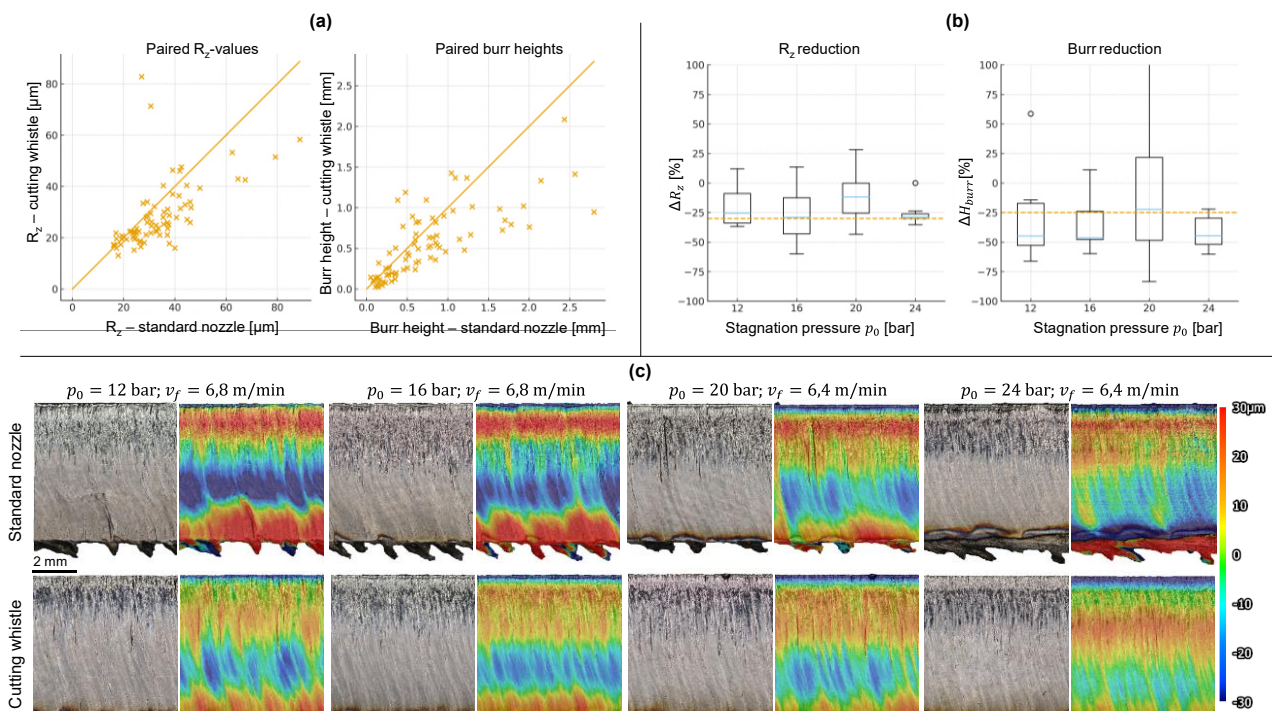 (a)
(b)
Paired Rz-values
Paired burr heights
Rz reduction
Burr reduction
Rz – cutting whistle [µm]
80
60
40
20
0
0
20
40
60
80
Rz – standard nozzle [µm]
Burr height – cutting whistle [mm]
2.5
2.0
1.5
1.0
0.5
0.0
0.0
0.5
1.0
1.5
2.0
2.5
Burr height – standard nozzle [mm]
ΔRz [%]
100
75
50
25
0
−25
−50
−75
−100
12
16
20
24
Stagnation pressure p0 [bar]
ΔHburr [%]
100
75
50
25
0
−25
−50
−75
−100
12
16
20
24
Stagnation pressure p0 [bar]
(c)
p0 = 12 bar; vf = 6,8 m/min
p0 = 16 bar; vf = 6,8 m/min
p0 = 20 bar; vf = 6,4 m/min
p0 = 24 bar; vf = 6,4 m/min
Standard nozzle
2 mm
Cutting whistle
30µm
20
10
0
-10
-20
-30